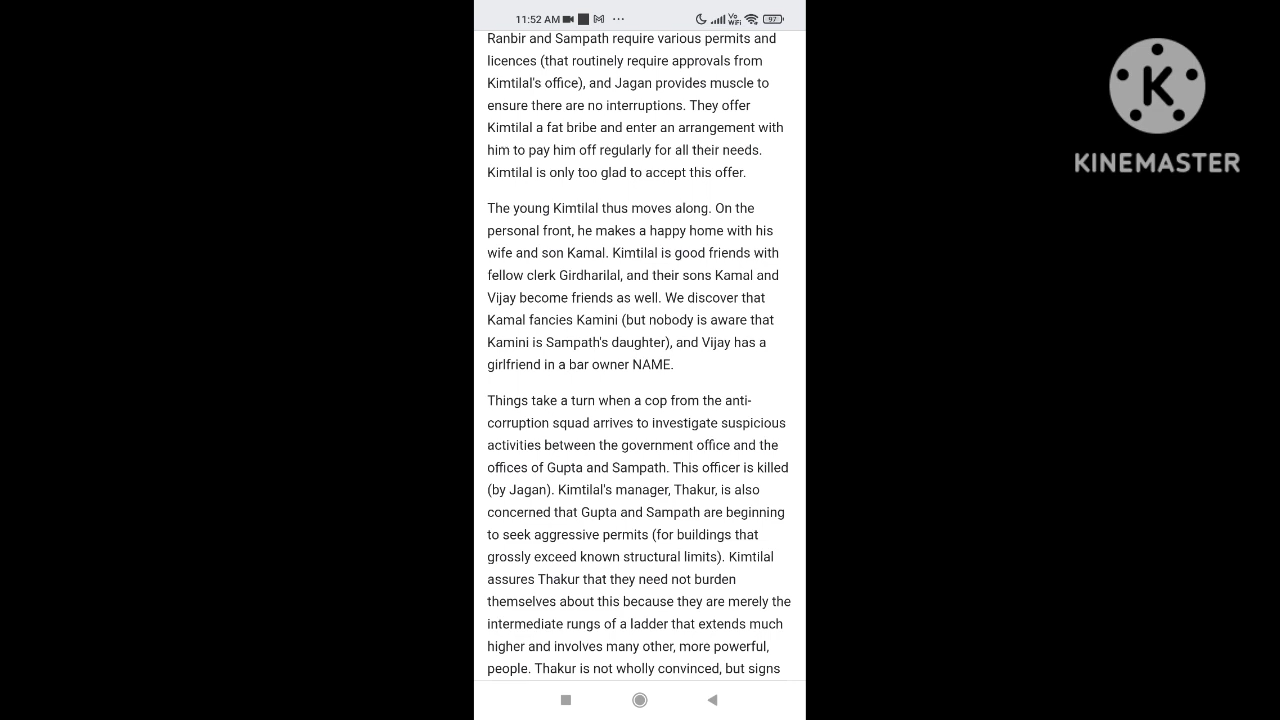 11:52 AM
Vo
WiFi
97
Ranbir and Sampath require various permits and
licences (that routinely require approvals from
Kimtilal's office), and Jagan provides muscle to
ensure there are no interruptions. They offer
Kimtilal a fat bribe and enter an arrangement with
him to pay him off regularly for all their needs.
Kimtilal is only too glad to accept this offer.
The young Kimtilal thus moves along. On the
personal front, he makes a happy home with his
wife and son Kamal. Kimtilal is good friends with
fellow clerk Girdharilal, and their sons Kamal and
Vijay become friends as well. We discover that
Kamal fancies Kamini (but nobody is aware that
Kamini is Sampath's daughter), and Vijay has a
girlfriend in a bar owner NAME.
Things take a turn when a cop from the anti-
corruption squad arrives to investigate suspicious
activities between the government office and the
offices of Gupta and Sampath. This officer is killed
(by Jagan). Kimtilal's manager, Thakur, is also
concerned that Gupta and Sampath are beginning
to seek aggressive permits (for buildings that
grossly exceed known structural limits). Kimtilal
assures Thakur that they need not burden
themselves about this because they are merely the
intermediate rungs of a ladder that extends much
higher and involves many other, more powerful,
people. Thakur is not wholly convinced, but signs
K
KINEMASTER